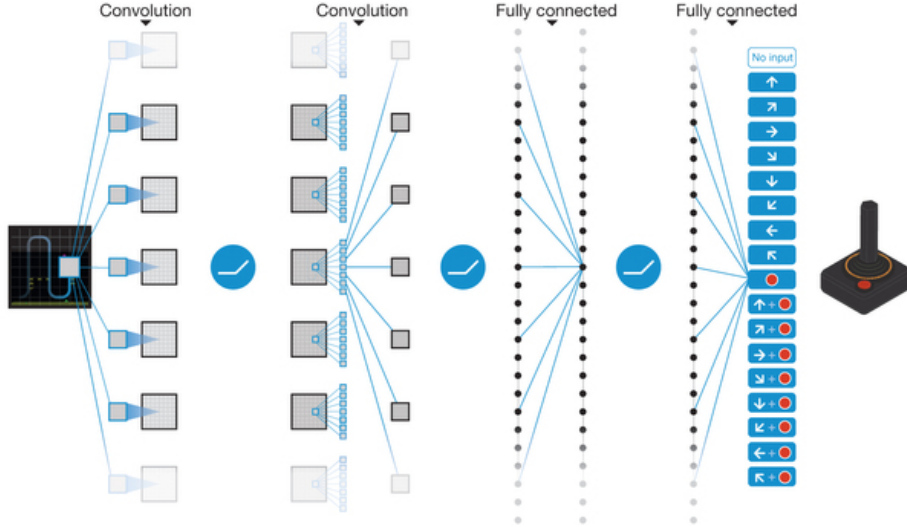 Convolution
Convolution
Fully connected
Fully connected
No input
+
+
+
+
+
+
+
+